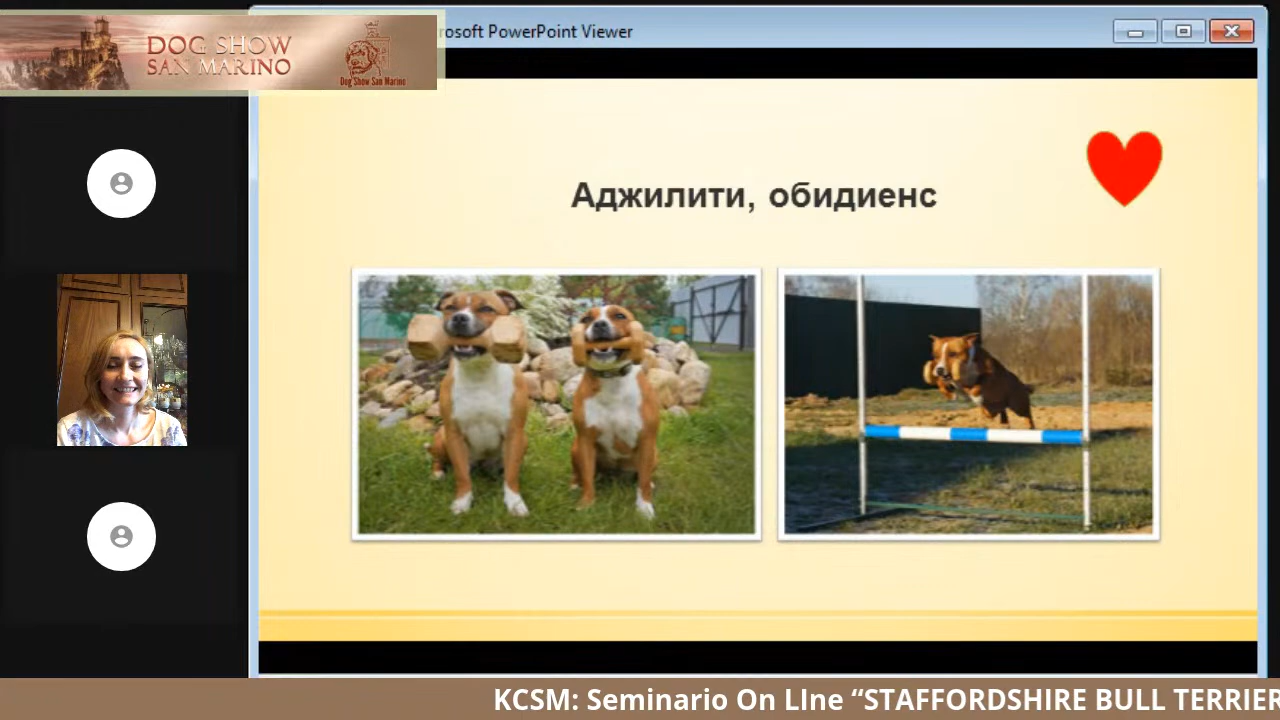 rosoft PowerPoint Viewer
DOG SHOW
SAN MARINO
Dog Show San Marino
Аджилити, обидиенс
KCSM: Seminario On LIne “STAFFORDSHIRE BULL TERRIER